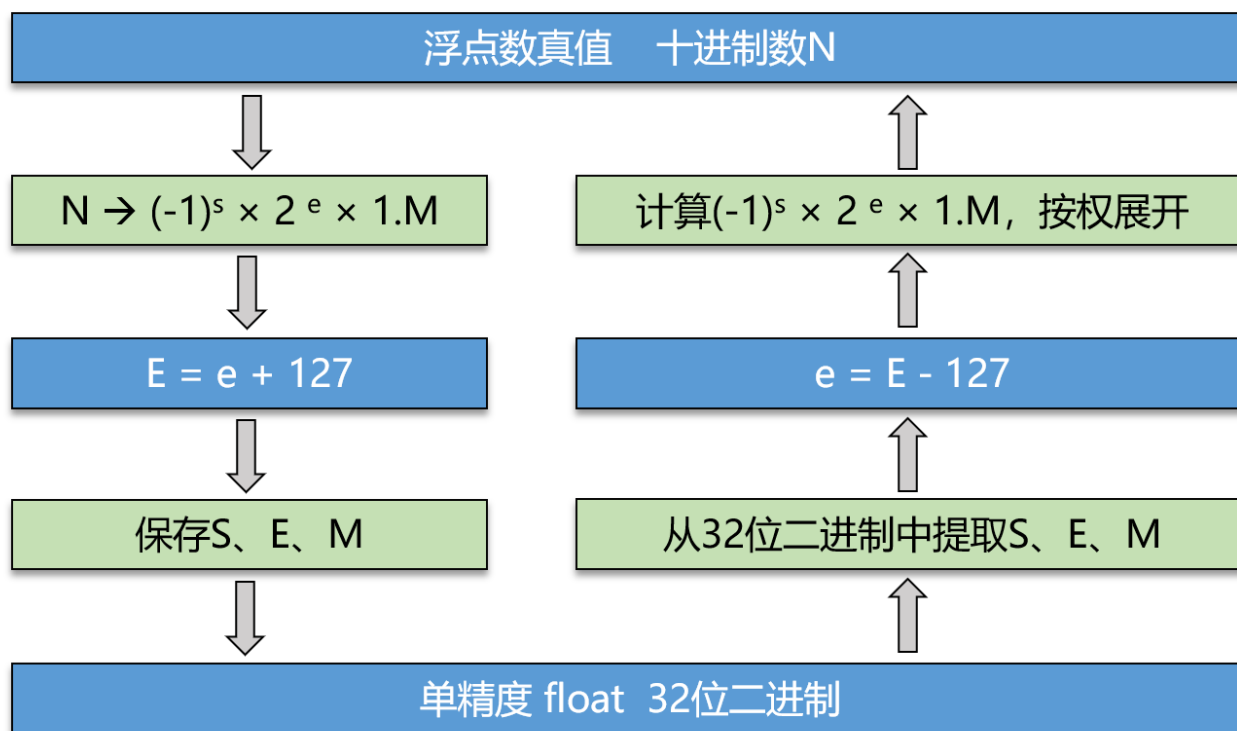 浮点数真值 十进制数N
N → (-1)ˢ × 2 ᵉ × 1.M
计算(-1)ˢ × 2 ᵉ × 1.M，按权展开
E = e + 127
e = E - 127
保存S、E、M
从32位二进制中提取S、E、M
单精度 float 32位二进制